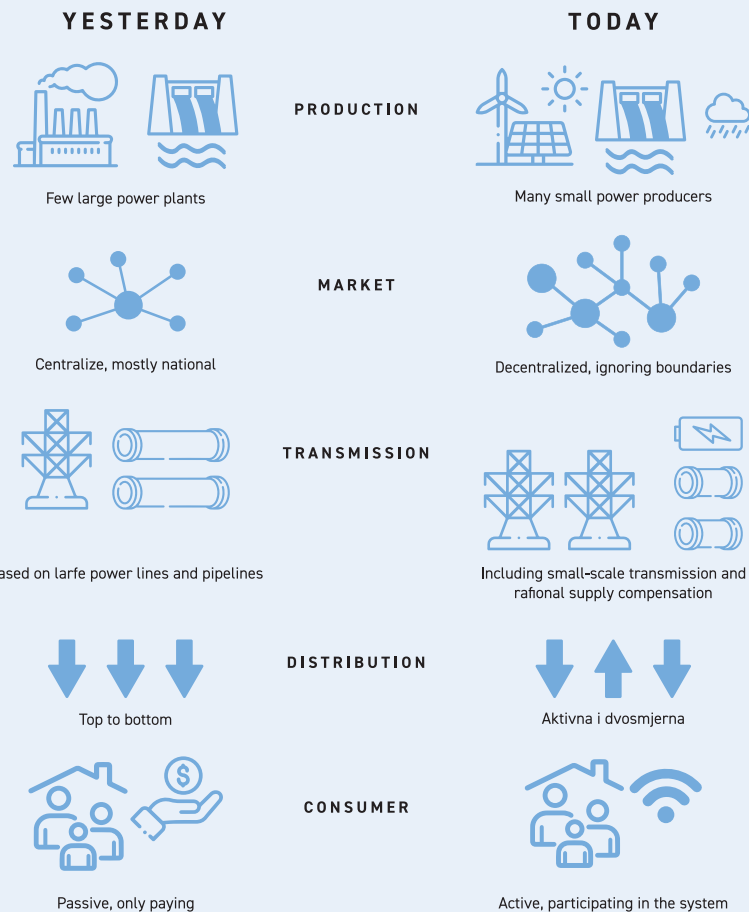 YESTERDAY
TODAY
PRODUCTION
Few large power plants
Many small power producers
MARKET
Centralize, mostly national
Decentralized, ignoring boundaries
TRANSMISSION
ased on larfe power lines and pipelines
Including small-scale transmission and
rafional supply compensation
DISTRIBUTION
Top to bottom
Aktivna i dvosmjerna
$
CONSUMER
Passive, only paying
Active, participating in the system